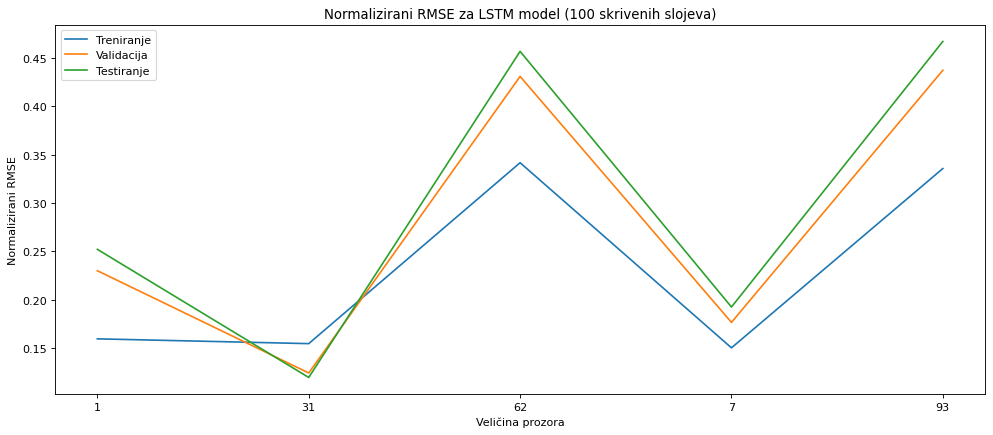 Normalizirani RMSE za LSTM model (100 skrivenih slojeva)
Treniranje
Validacija
Testiranje
0.45
0.40
0.35
0.30
0.25
0.20
0.15
Normalizirani RMSE
1 31 62 7 93
Veličina prozora